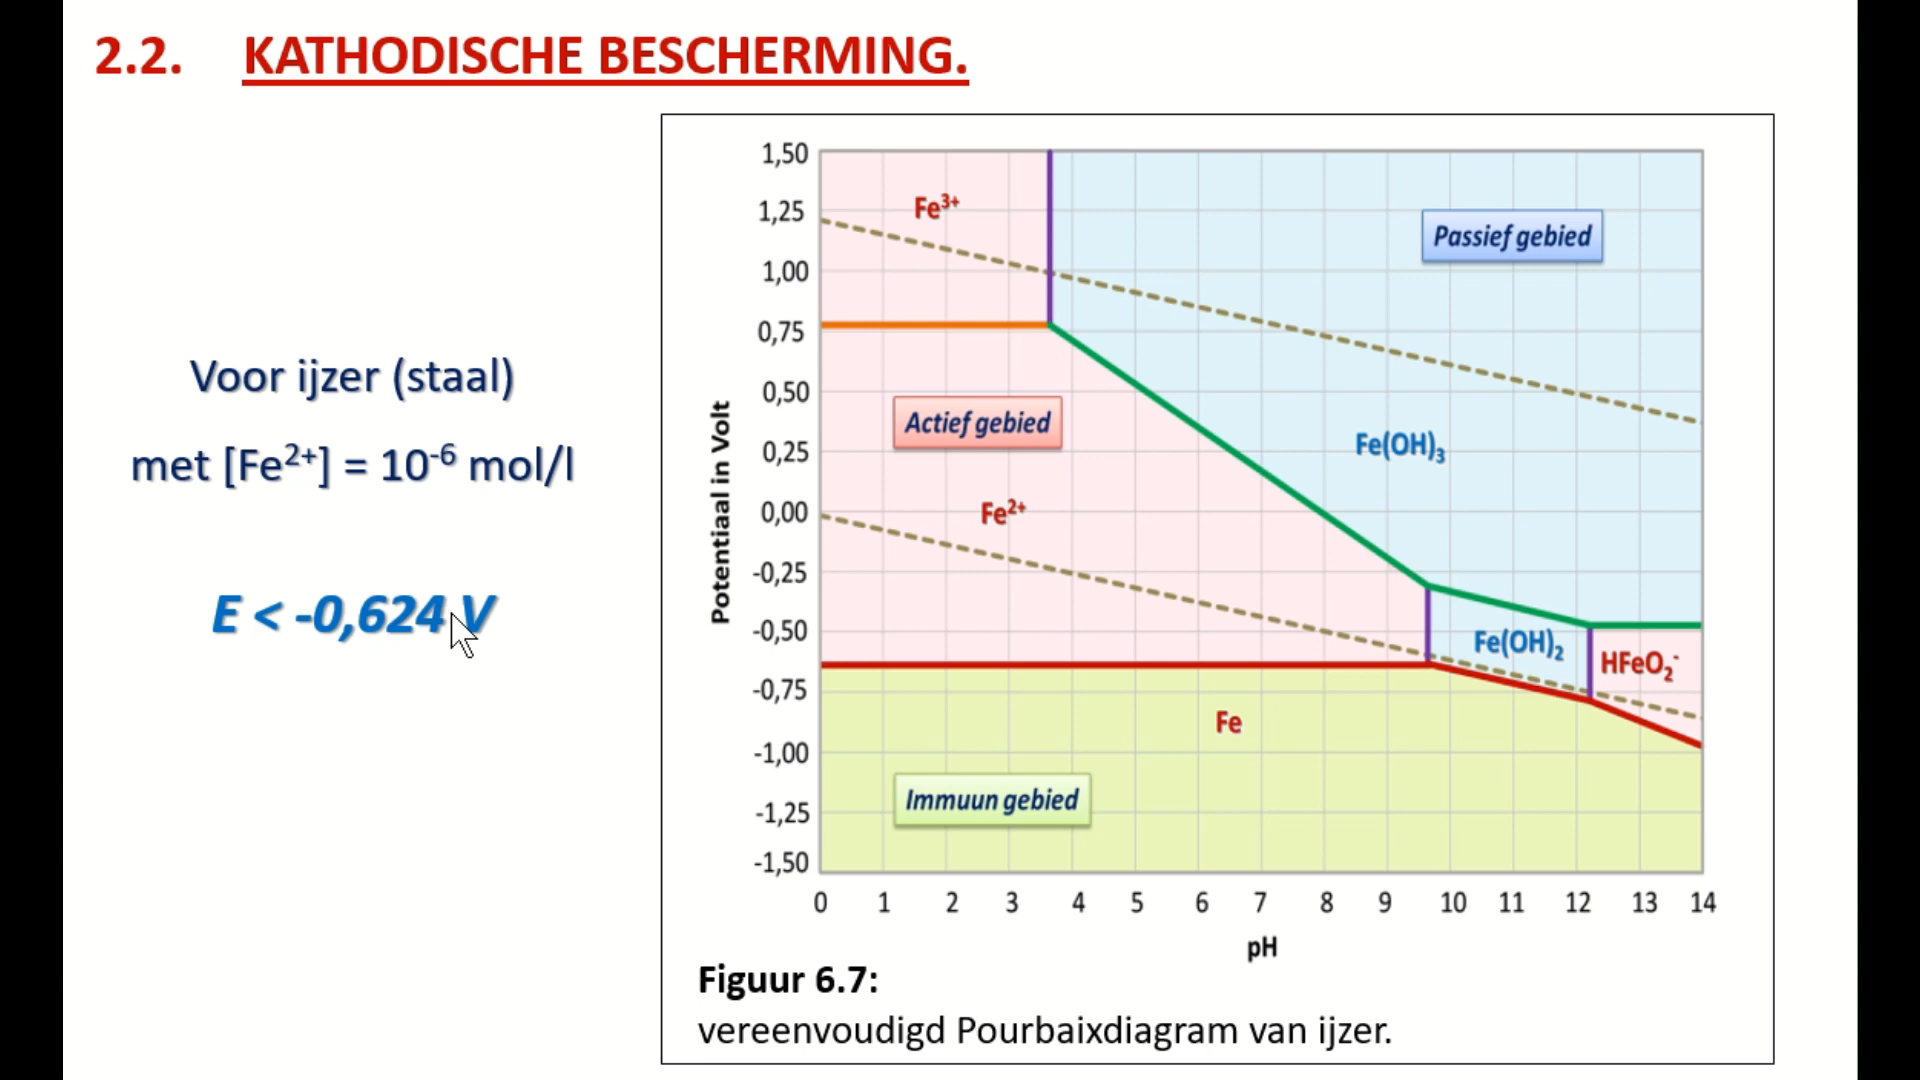 2.2. KATHODISCHE BESCHERMING.
Voor ijzer (staal)
met [Fe²⁺] = 10⁻⁶ mol/l
E < -0,624 V
Potentiaal in Volt
1,50
1,25
1,00
0,75
0,50
0,25
0,00
-0,25
-0,50
-0,75
-1,00
-1,25
-1,50
Fe³⁺
Passief gebied
Actief gebied
Fe(OH)₃
Fe²⁺
Fe(OH)₂
HFeO₂⁻
Fe
Immuun gebied
0 1 2 3 4 5 6 7 8 9 10 11 12 13 14
pH
Figuur 6.7:
vereenvoudigd Pourbaixdiagram van ijzer.